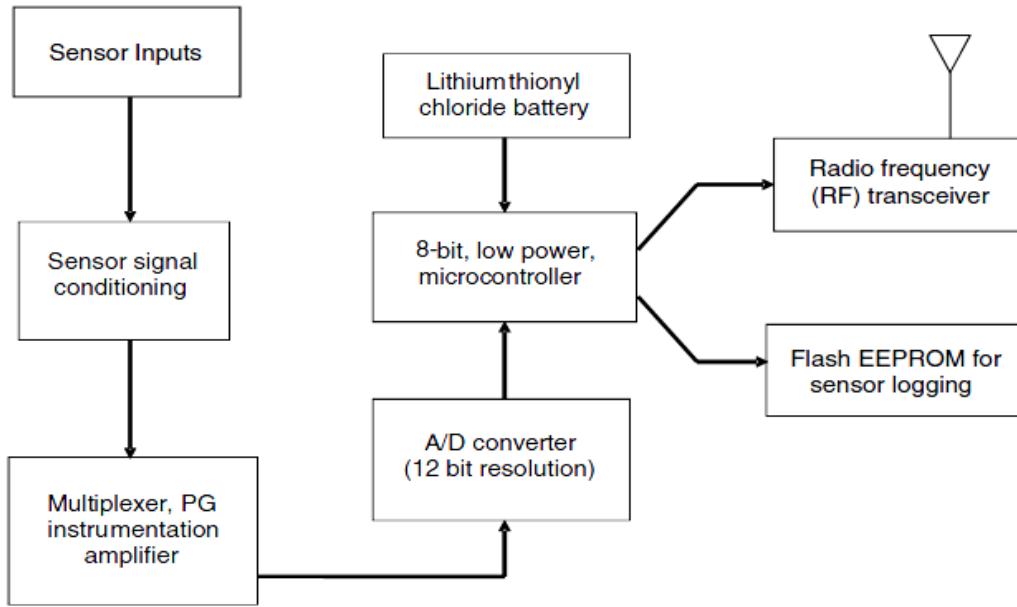 Sensor Inputs
Sensor signal
conditioning
Multiplexer, PG
instrumentation
amplifier
Lithium thionyl
chloride battery
8-bit, low power,
microcontroller
A/D converter
(12 bit resolution)
Radio frequency
(RF) transceiver
Flash EEPROM for
sensor logging